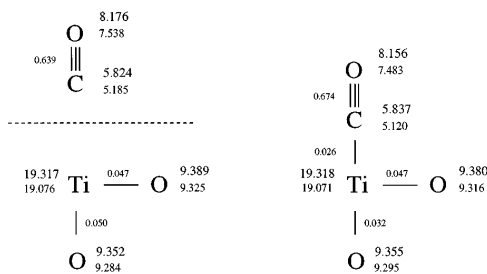 8.176
O
7.538
0.639
5.824
C
5.185
19.317
0.047
9.389
Ti
O
19.076
9.325
0.050
9.352
O
9.284
8.156
O
7.483
0.674
5.837
C
5.120
0.026
19.318
0.047
9.380
Ti
O
19.071
9.316
0.032
9.355
O
9.295